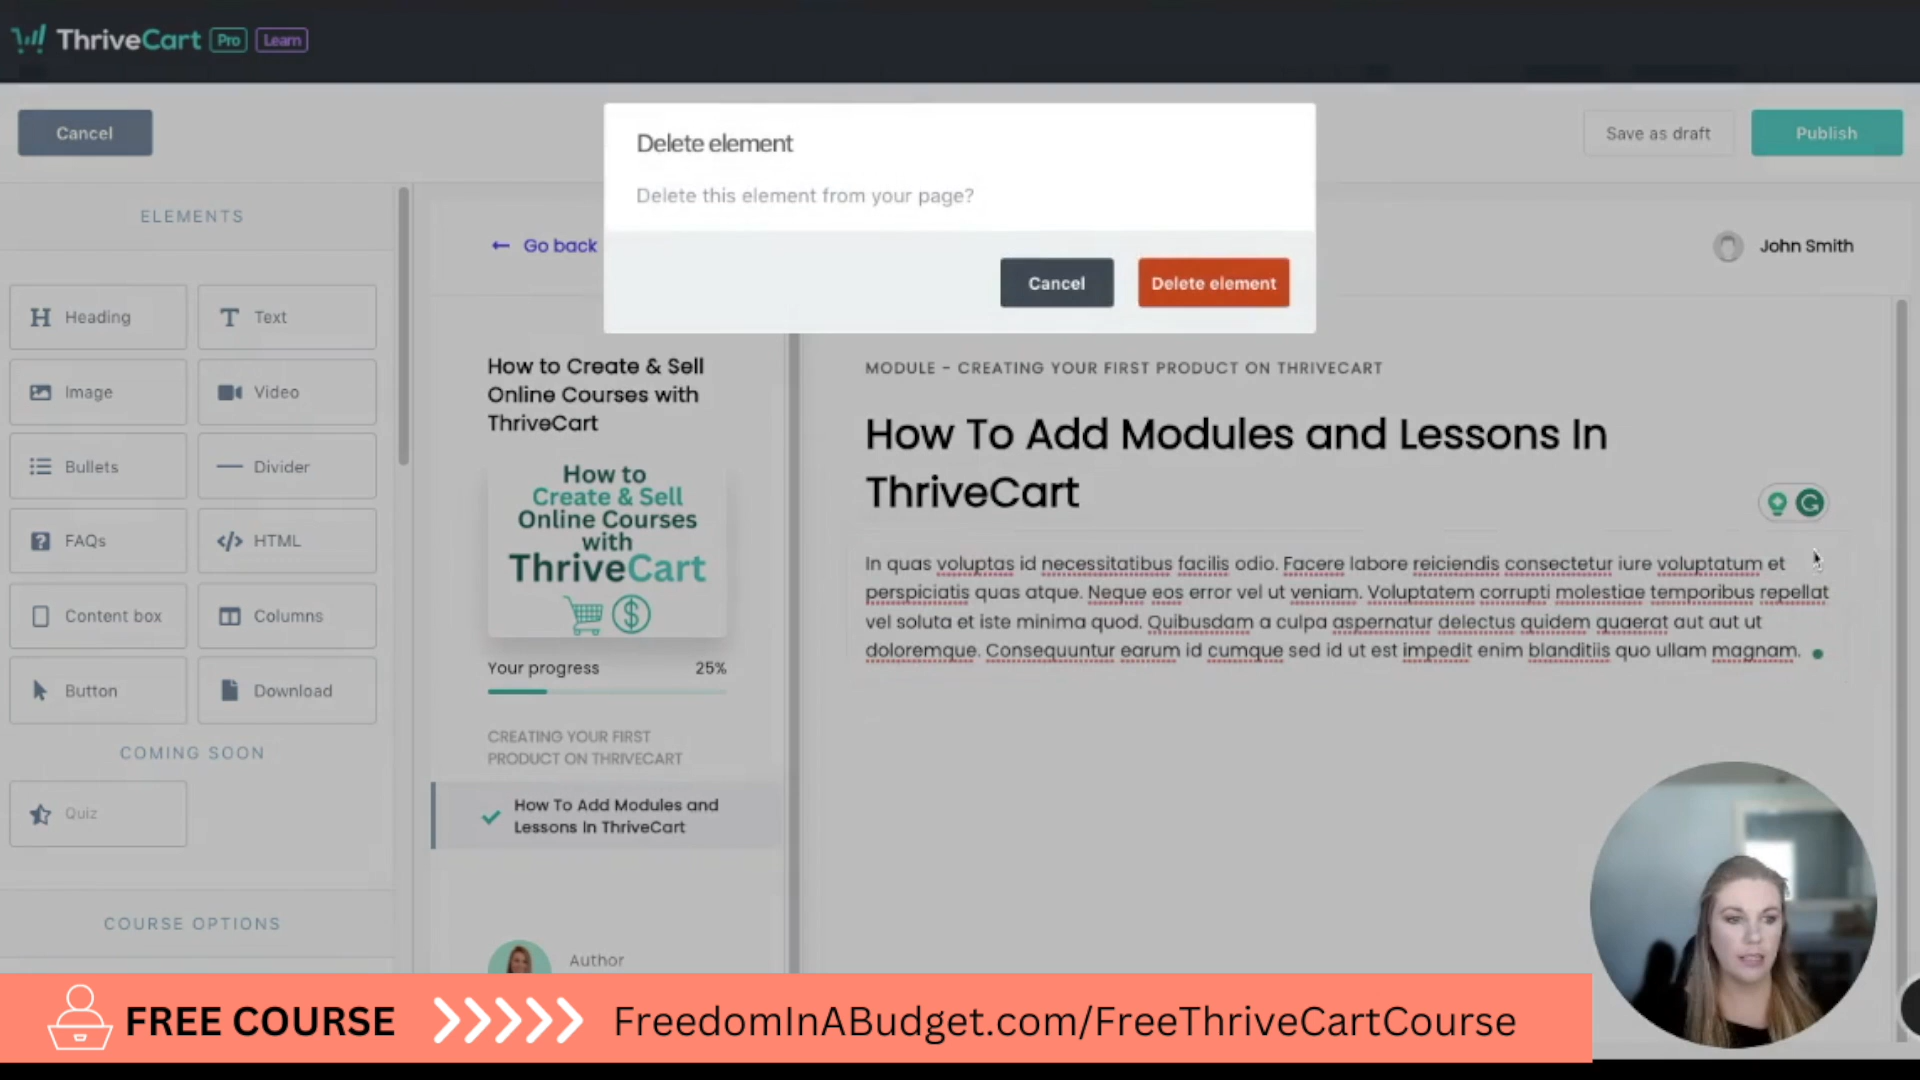 ThriveCart Pro Learn
Cancel
Delete element
Delete this element from your page?
Cancel
Delete element
Save as draft
Publish
ELEMENTS
Heading
Text
Image
Video
Bullets
Divider
FAQs
HTML
Content box
Columns
Button
Download
COMING SOON
Quiz
COURSE OPTIONS
← Go back
John Smith
How to Create & Sell
Online Courses with
ThriveCart
How to
Create & Sell
Online Courses
with
ThriveCart
Your progress 25%
CREATING YOUR FIRST
PRODUCT ON THRIVECART
How To Add Modules and
Lessons In ThriveCart
Author
MODULE - CREATING YOUR FIRST PRODUCT ON THRIVECART
How To Add Modules and Lessons In
ThriveCart
In quas voluptas id necessitatibus facilis odio. Facere labore reiciendis consectetur iure voluptatum et
perspiciatis quas atque. Neque eos error vel ut veniam. Voluptatem corrupti molestiae temporibus repellat
vel soluta et iste minima quod. Quibusdam a culpa aspernatur delectus quidem quaerat aut aut ut
doloremque. Consequuntur earum id cumque sed id ut est impedit enim blanditiis quo ullam magnam.
FREE COURSE
FreedomInABudget.com/FreeThriveCartCourse